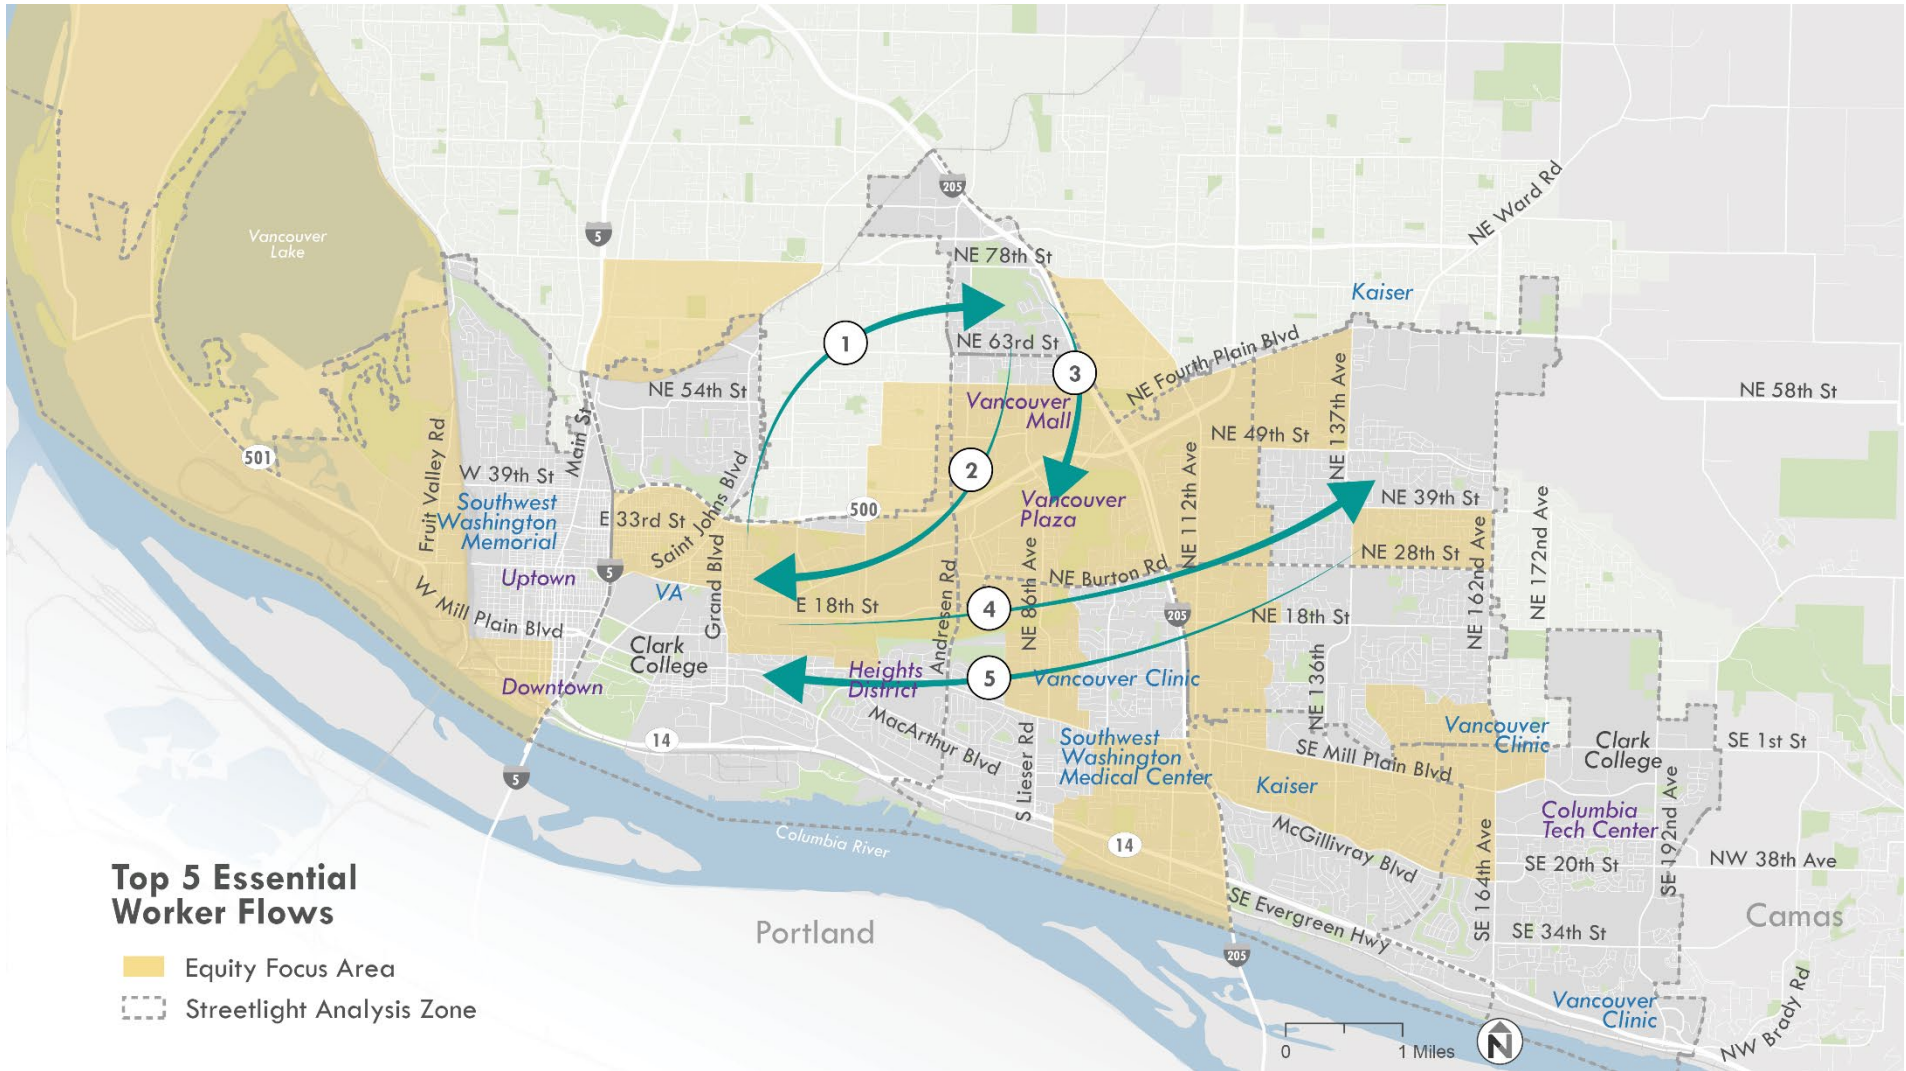 205
NE Ward Rd
5
Vancouver
Lake
NE 78th St
Kaiser
1
NE 63rd St
NE Fourth Plain Blvd
3
NE 54th St
NE 58th St
Vancouver
Mall
NE 137th Ave
Main St
Fruit Valley Rd
NE 49th St
501
W 39th St
2
NE 112th Ave
Saint Johns Blvd
Southwest
Washington
Memorial
E 33rd St
500
Vancouver
Plaza
NE 39th St
NE 172nd Ave
NE 162nd Ave
Grand Blvd
NE 28th St
5
Uptown
VA
NE Burton Rd
NE 86th Ave
Andresen Rd
W Mill Plain Blvd
E 18th St
4
205
NE 18th St
Clark
College
Heights
District
5
Vancouver Clinic
NE 136th
Downtown
MacArthur Blvd
14
Southwest
Washington
Medical Center
S Lieser Rd
Vancouver
Clinic
SE Mill Plain Blvd
Clark
College
SE 1st St
5
Kaiser
Columbia
Tech Center
SE 192nd Ave
Columbia River
14
McGillivray Blvd
SE 164th Ave
SE 20th St
NW 38th Ave
SE Evergreen Hwy
SE 34th St
Camas
Portland
205
Vancouver
Clinic
NW Brady Rd
Top 5 Essential
Worker Flows
Equity Focus Area
Streetlight Analysis Zone
0
1 Miles
N